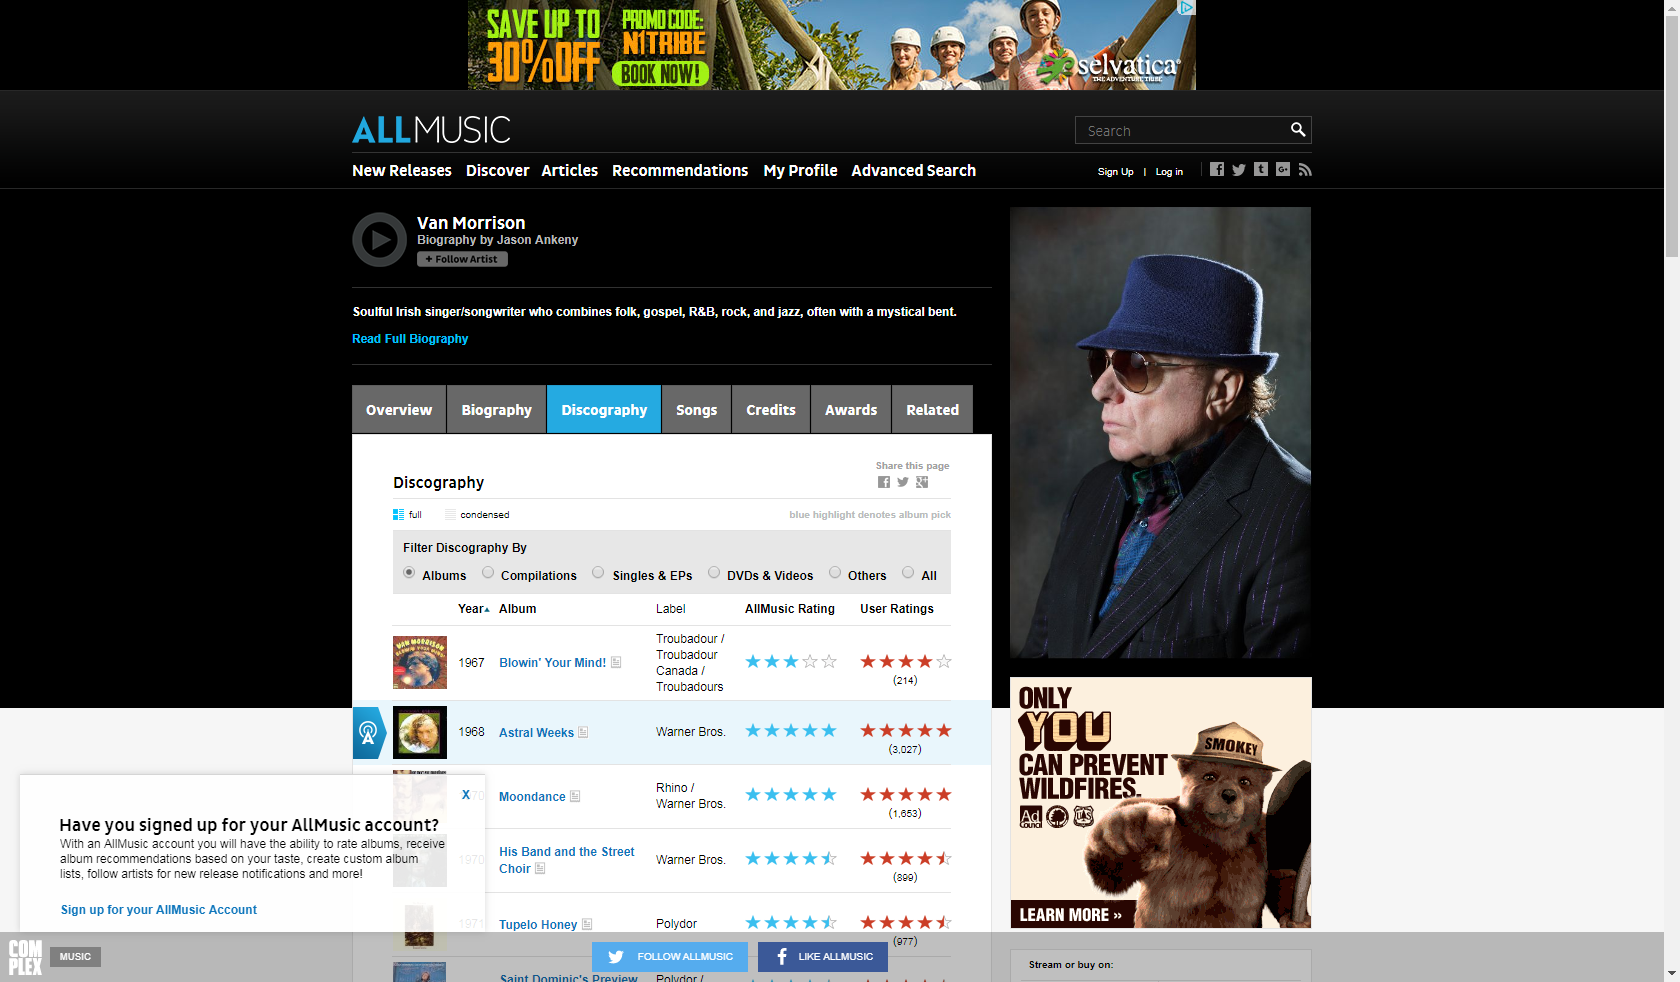 SAVE UP TO
30% OFF
PROMO CODE:
N1TRIBE
BOOK NOW!
selvatica
THE ADVENTURE TRIBE
ALLMUSIC
Search
New Releases Discover Articles Recommendations My Profile Advanced Search
Sign Up | Log in
Van Morrison
Biography by Jason Ankeny
+ Follow Artist
Soulful Irish singer/songwriter who combines folk, gospel, R&B, rock, and jazz, often with a mystical bent.
Read Full Biography
Overview Biography Discography Songs Credits Awards Related
Share this page
Discography
full condensed
blue highlight denotes album pick
Filter Discography By
Albums Compilations Singles & EPs DVDs & Videos Others All
Year Album Label AllMusic Rating User Ratings
VAN MORRISON
BLOWIN' YOUR MIND!
1967 Blowin' Your Mind!
Troubadour /
Troubadour
Canada /
Troubadours
(214)
1968 Astral Weeks Warner Bros.
(3,027)
Moondance
Rhino /
Warner Bros.
(1,653)
1970
His Band and the Street
Choir
Warner Bros.
(899)
1971
Tupelo Honey Polydor
(977)
Saint Dominic's Preview Polydor /
X
Have you signed up for your AllMusic account?
With an AllMusic account you will have the ability to rate albums, receive
album recommendations based on your taste, create custom album
lists, follow artists for new release notifications and more!
Sign up for your AllMusic Account
COM
PLEX
MUSIC
FOLLOW ALLMUSIC
LIKE ALLMUSIC
ONLY
YOU
CAN PREVENT
WILDFIRES.
SMOKEY
Ad
Council
LEARN MORE »
Stream or buy on: